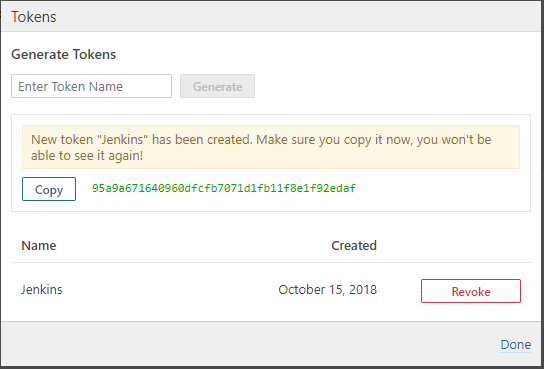 Tokens
Generate Tokens
Enter Token Name
Generate
New token "Jenkins" has been created. Make sure you copy it now, you won't be
able to see it again!
Copy 95a9a671640960dfcfb7071d1fb11f8e1f92edaf
Name Created
Jenkins October 15, 2018 Revoke
Done